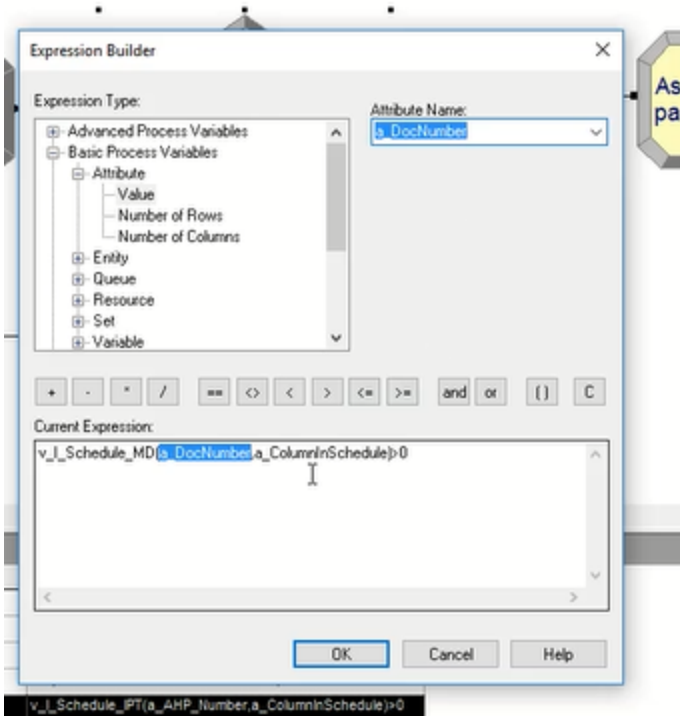 Expression Builder
Expression Type:
Advanced Process Variables
Basic Process Variables
Attribute
Value
Number of Rows
Number of Columns
Entity
Queue
Resource
Set
Variable
Attribute Name:
a_DocNumber
+ - * / == <> < > <= >= and or () C
Current Expression:
v_I_Schedule_MD(a_DocNumber,a_ColumnInSchedule)>0
OK Cancel Help
As
pa
v_I_Schedule_IPT(a_AHP_Number,a_ColumnInSchedule)>0